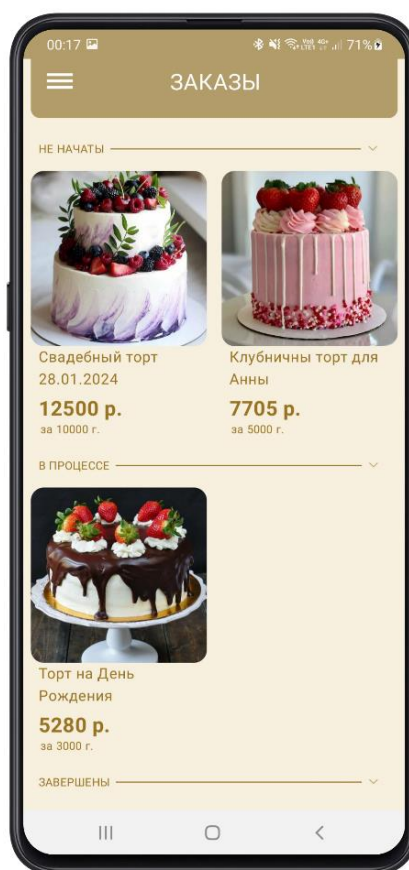 00:17 71%
ЗАКАЗЫ
НЕ НАЧАТЫ
Свадебный торт
28.01.2024
12500 р.
за 10000 г.
Клубничны торт для
Анны
7705 р.
за 5000 г.
В ПРОЦЕССЕ
Торт на День
Рождения
5280 р.
за 3000 г.
ЗАВЕРШЕНЫ